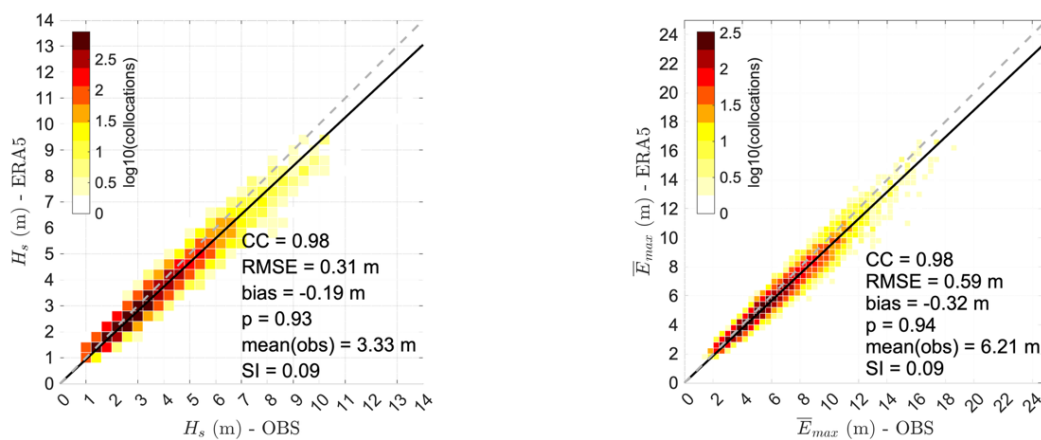 14
13
12
11
10
9
8
7
6
5
4
3
2
1
0
H_s (m) - ERA5
2.5
2
1.5
1
0.5
0
log10(collocations)
CC = 0.98
RMSE = 0.31 m
bias = -0.19 m
p = 0.93
mean(obs) = 3.33 m
SI = 0.09
0 1 2 3 4 5 6 7 8 9 10 11 12 13 14
H_s (m) - OBS
24
22
20
18
16
14
12
10
8
6
4
2
0
E̅_max (m) - ERA5
2.5
2
1.5
1
0.5
0
log10(collocations)
CC = 0.98
RMSE = 0.59 m
bias = -0.32 m
p = 0.94
mean(obs) = 6.21 m
SI = 0.09
0 2 4 6 8 10 12 14 16 18 20 22 24
E̅_max (m) - OBS